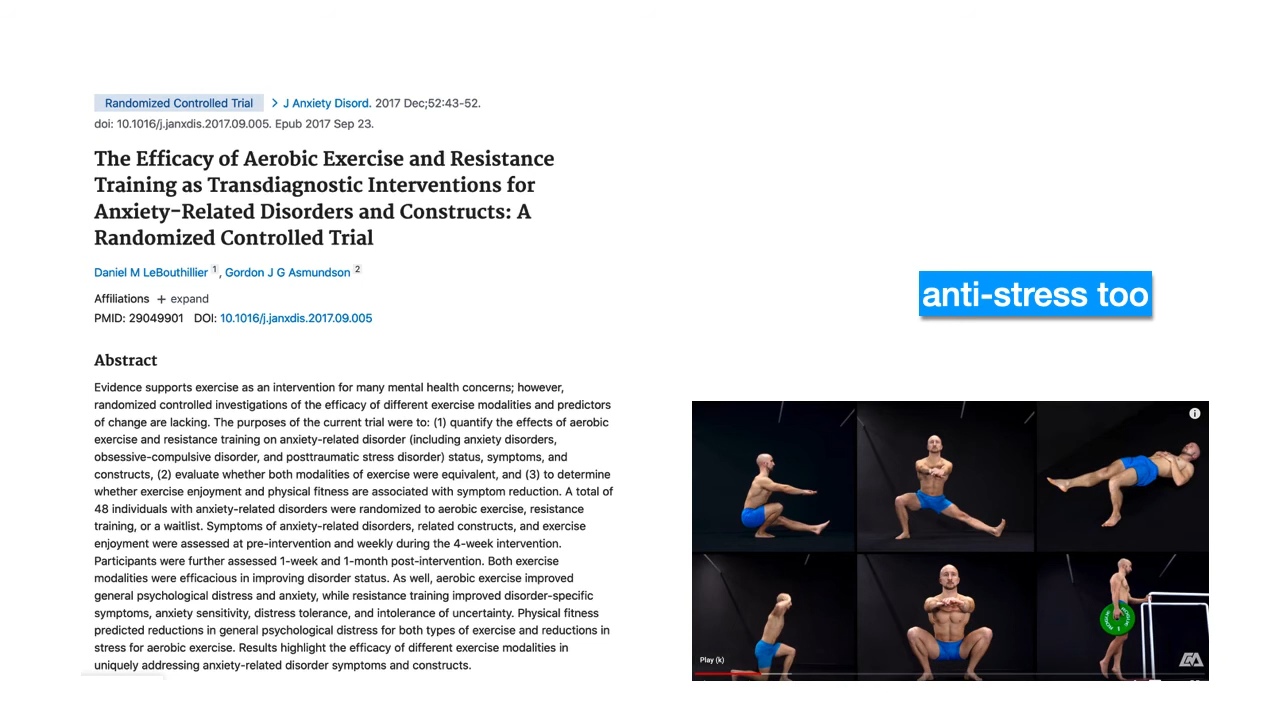 Randomized Controlled Trial > J Anxiety Disord. 2017 Dec;52:43-52.
doi: 10.1016/j.janxdis.2017.09.005. Epub 2017 Sep 23.
The Efficacy of Aerobic Exercise and Resistance
Training as Transdiagnostic Interventions for
Anxiety-Related Disorders and Constructs: A
Randomized Controlled Trial
Daniel M LeBouthillier 1, Gordon J G Asmundson 2
Affiliations + expand
PMID: 29049901 DOI: 10.1016/j.janxdis.2017.09.005
Abstract
Evidence supports exercise as an intervention for many mental health concerns; however,
randomized controlled investigations of the efficacy of different exercise modalities and predictors
of change are lacking. The purposes of the current trial were to: (1) quantify the effects of aerobic
exercise and resistance training on anxiety-related disorder (including anxiety disorders,
obsessive-compulsive disorder, and posttraumatic stress disorder) status, symptoms, and
constructs, (2) evaluate whether both modalities of exercise were equivalent, and (3) to determine
whether exercise enjoyment and physical fitness are associated with symptom reduction. A total of
48 individuals with anxiety-related disorders were randomized to aerobic exercise, resistance
training, or a waitlist. Symptoms of anxiety-related disorders, related constructs, and exercise
enjoyment were assessed at pre-intervention and weekly during the 4-week intervention.
Participants were further assessed 1-week and 1-month post-intervention. Both exercise
modalities were efficacious in improving disorder status. As well, aerobic exercise improved
general psychological distress and anxiety, while resistance training improved disorder-specific
symptoms, anxiety sensitivity, distress tolerance, and intolerance of uncertainty. Physical fitness
predicted reductions in general psychological distress for both types of exercise and reductions in
stress for aerobic exercise. Results highlight the efficacy of different exercise modalities in
uniquely addressing anxiety-related disorder symptoms and constructs.
anti-stress too
Play (k)